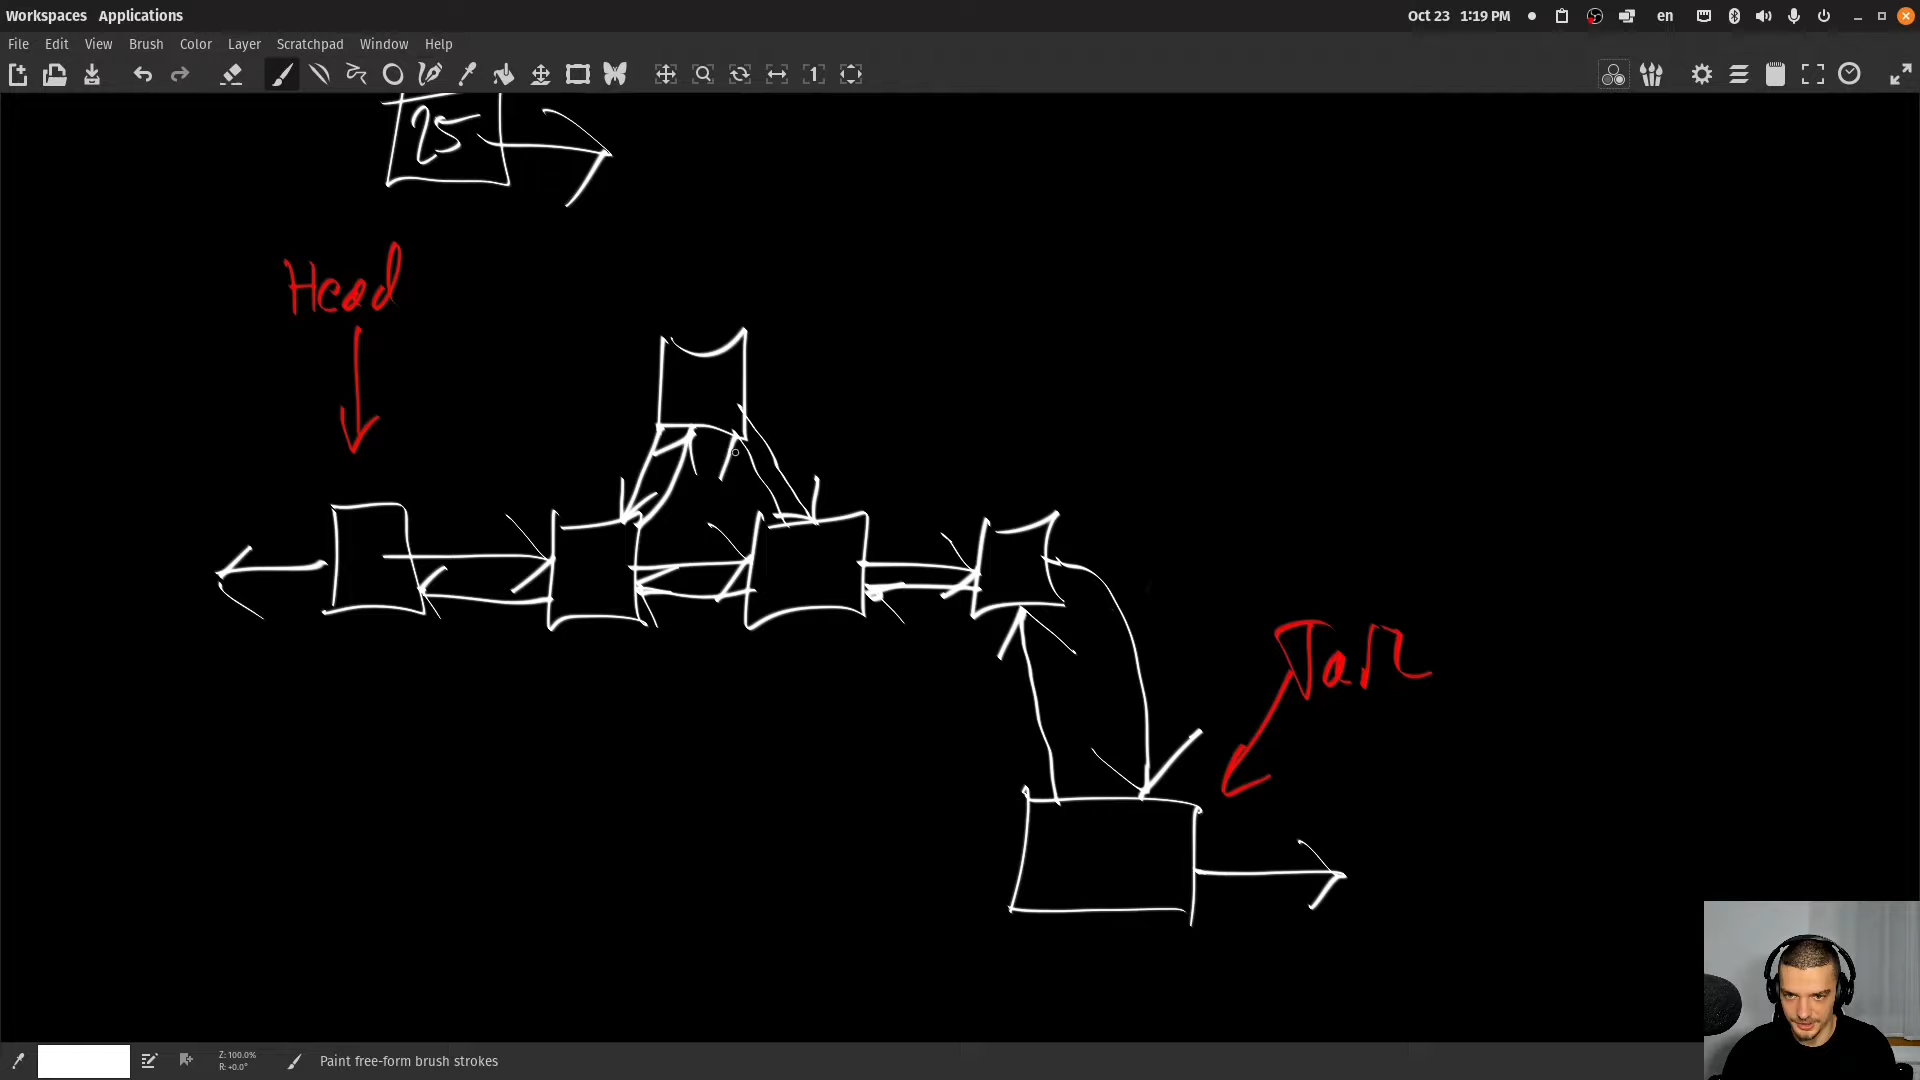 Workspaces Applications Oct 23 1:19 PM en
File Edit View Brush Color Layer Scratchpad Window Help
25
Head
Tail
Z: 100.0%
R: +0.0°
Paint free-form brush strokes